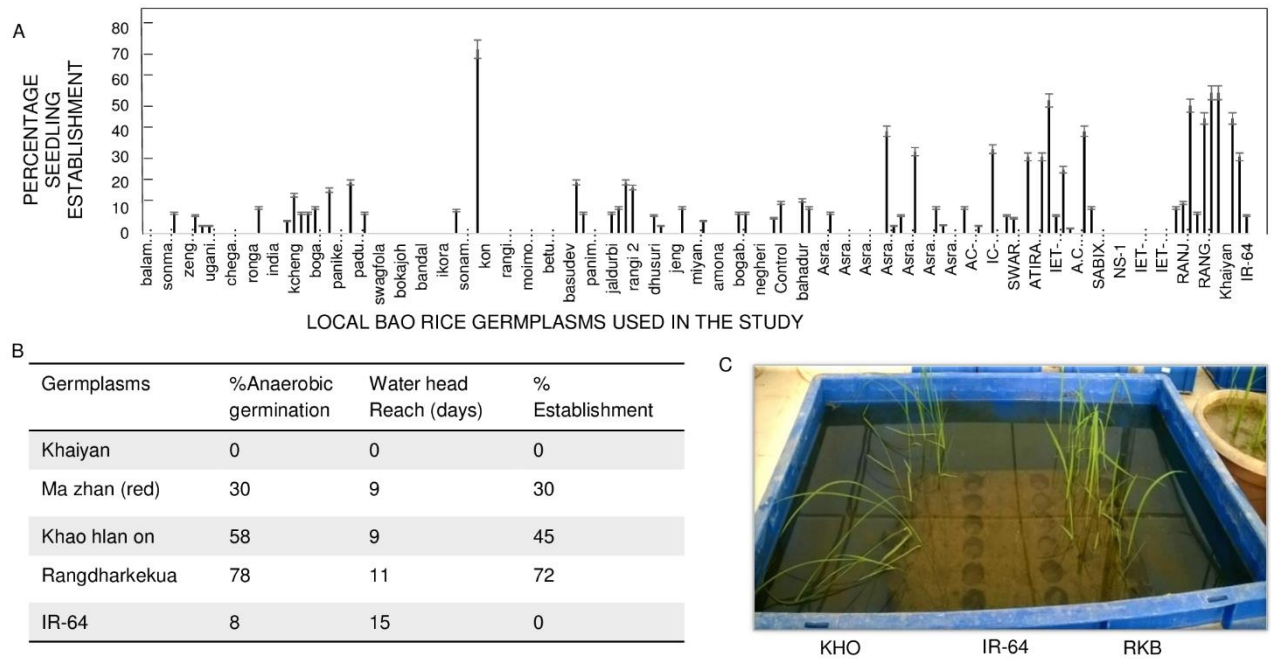 A
PERCENTAGE
SEEDLING
ESTABLISHMENT
80
70
60
50
40
30
20
10
0
balam...
sonma...
zeng...
ugani...
chega...
ronga
india
kcheng
boga...
panike...
padu...
swagfola
bokajoh
bandal
ikora
sonam...
kon
rangi...
moimo...
betu...
basudev
panim...
jaldurbi
rangi 2
dhusuri
jeng
miyan...
amona
bogab...
negheri
Control
bahadur
Asra...
Asra...
Asra...
Asra...
Asra...
Asra...
Asra...
AC-...
IC-...
SWAR...
ATIRA...
IET-...
A.C...
SABIX...
NS-1
IET-...
IET-...
RANJ...
RANG...
Khaiyan
IR-64
LOCAL BAO RICE GERMPLASMS USED IN THE STUDY
B
Germplasms %Anaerobic germination Water head Reach (days) % Establishment
Khaiyan 0 0 0
Ma zhan (red) 30 9 30
Khao hlan on 58 9 45
Rangdharkekua 78 11 72
IR-64 8 15 0
C
KHO IR-64 RKB